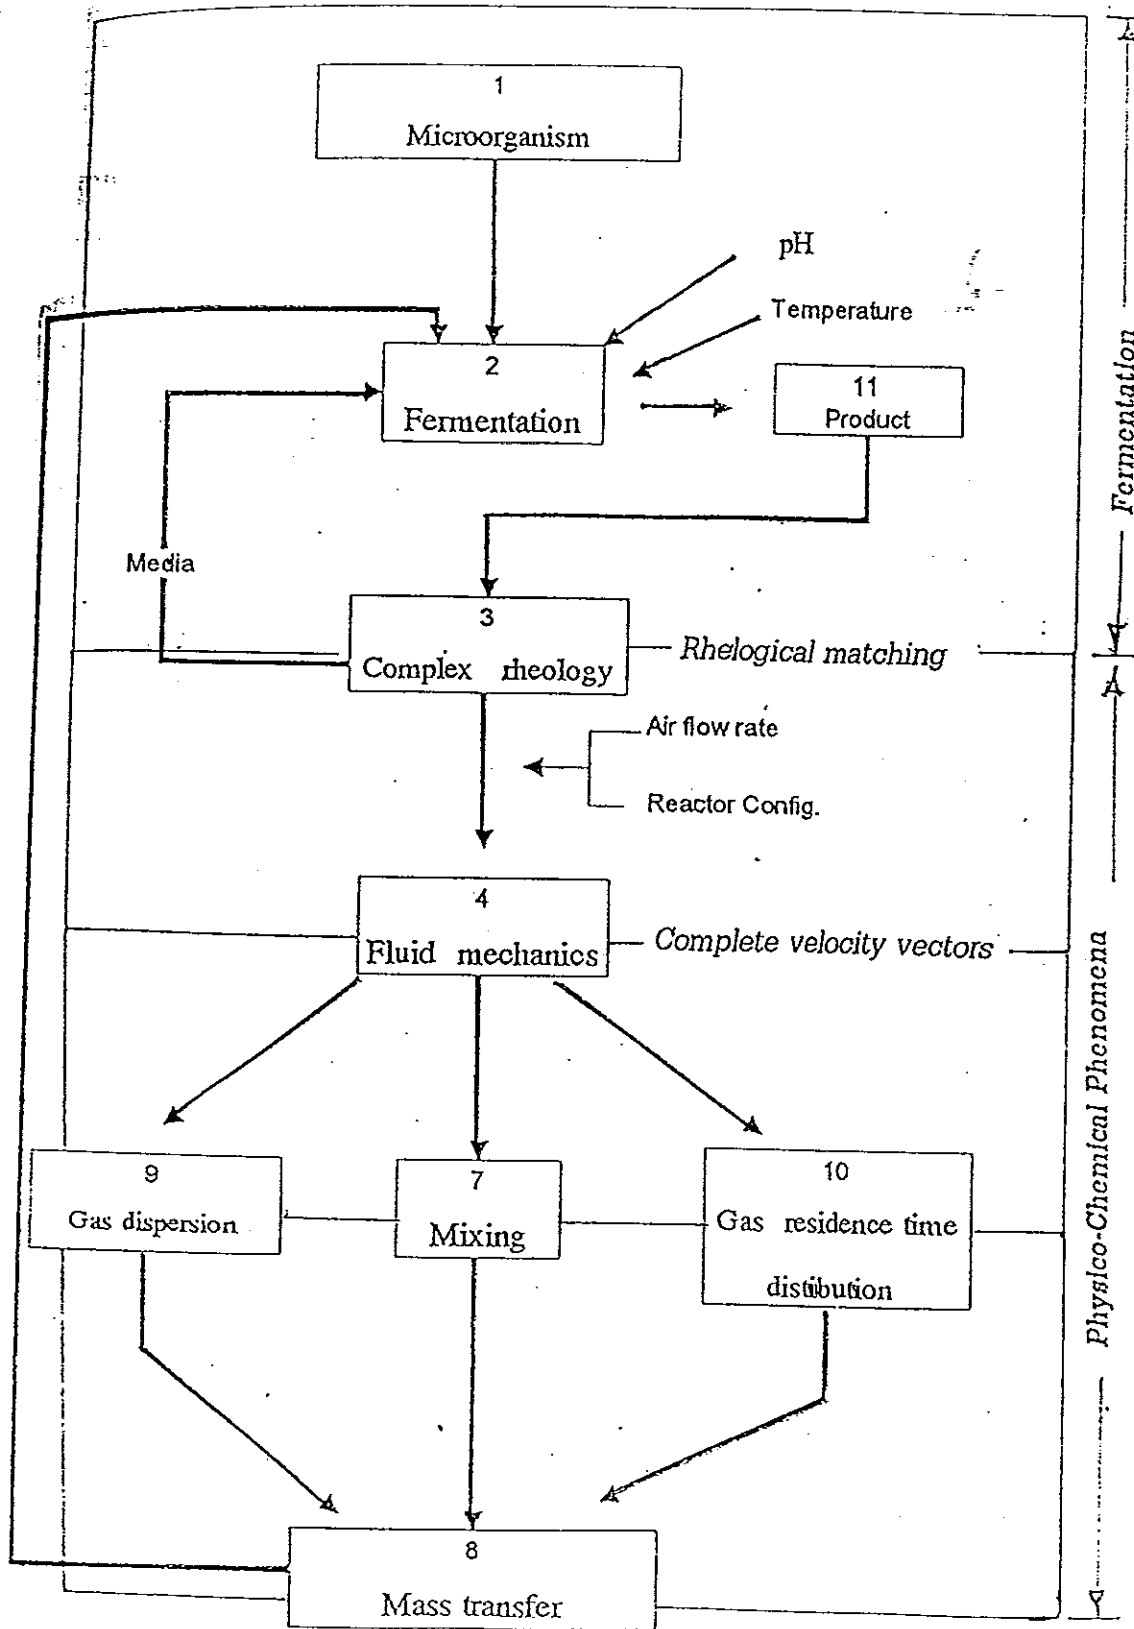 1
Microorganism
pH
Temperature
2
Fermentation
11
Product
Media
3
Complex rheology
Rhelogical matching
Air flow rate
Reactor Config.
4
Fluid mechanics
Complete velocity vectors
9
Gas dispersion
7
Mixing
10
Gas residence time
distibution
8
Mass transfer
Fermentation
Physico-Chemical Phenomena